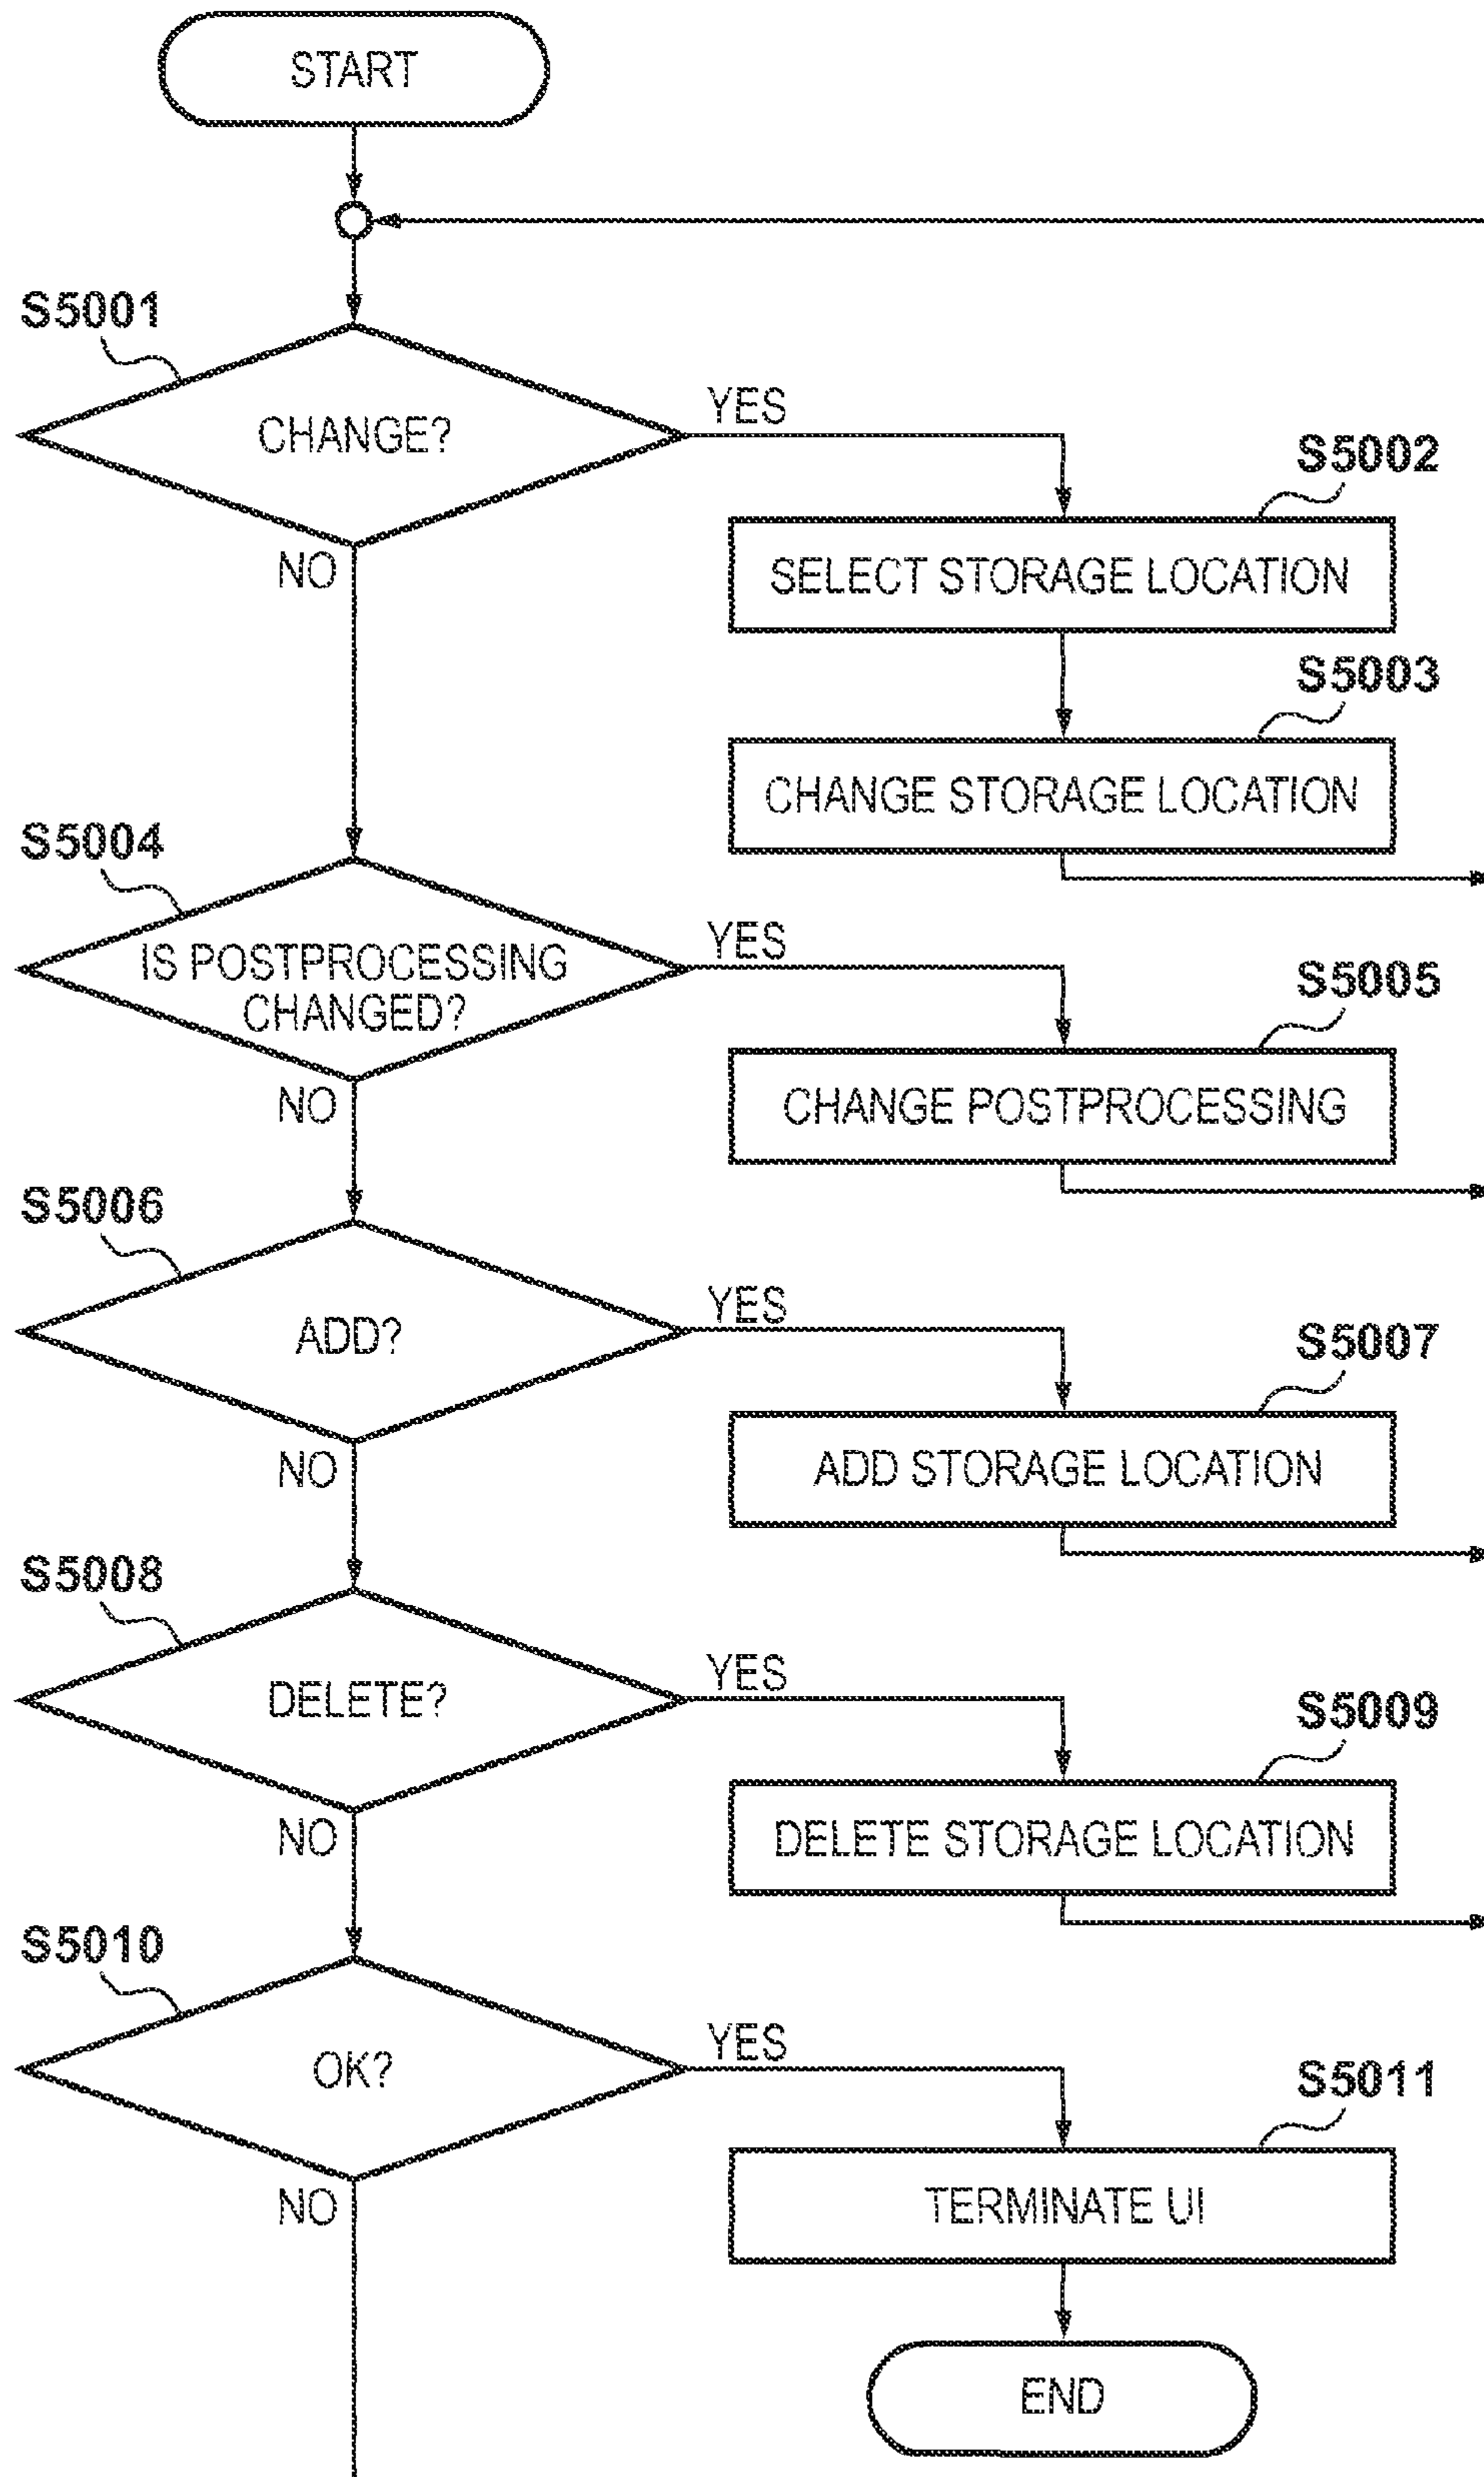 START
S5001
CHANGE?
YES
NO
S5002
SELECT STORAGE LOCATION
S5003
CHANGE STORAGE LOCATION
S5004
IS POSTPROCESSING
CHANGED?
YES
NO
S5005
CHANGE POSTPROCESSING
S5006
ADD?
YES
NO
S5007
ADD STORAGE LOCATION
S5008
DELETE?
YES
NO
S5009
DELETE STORAGE LOCATION
S5010
OK?
YES
NO
S5011
TERMINATE UI
END